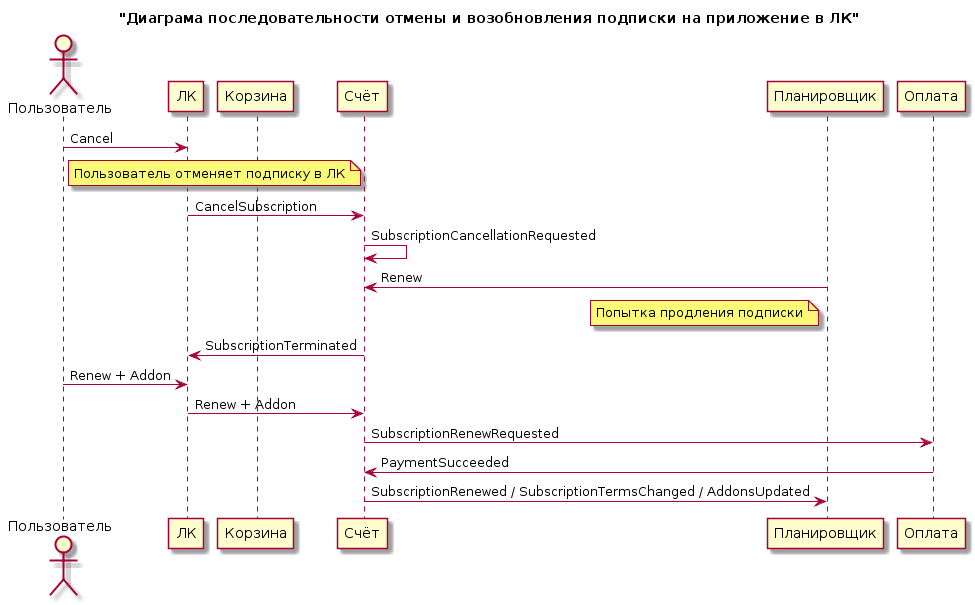 "Диаграма последовательности отмены и возобновления подписки на приложение в ЛК"
Пользователь
ЛК
Корзина
Счёт
Планировщик
Оплата
Cancel
Пользователь отменяет подписку в ЛК
CancelSubscription
SubscriptionCancellationRequested
Renew
Попытка продления подписки
SubscriptionTerminated
Renew + Addon
Renew + Addon
SubscriptionRenewRequested
PaymentSucceeded
SubscriptionRenewed / SubscriptionTermsChanged / AddonsUpdated
Пользователь
ЛК
Корзина
Счёт
Планировщик
Оплата